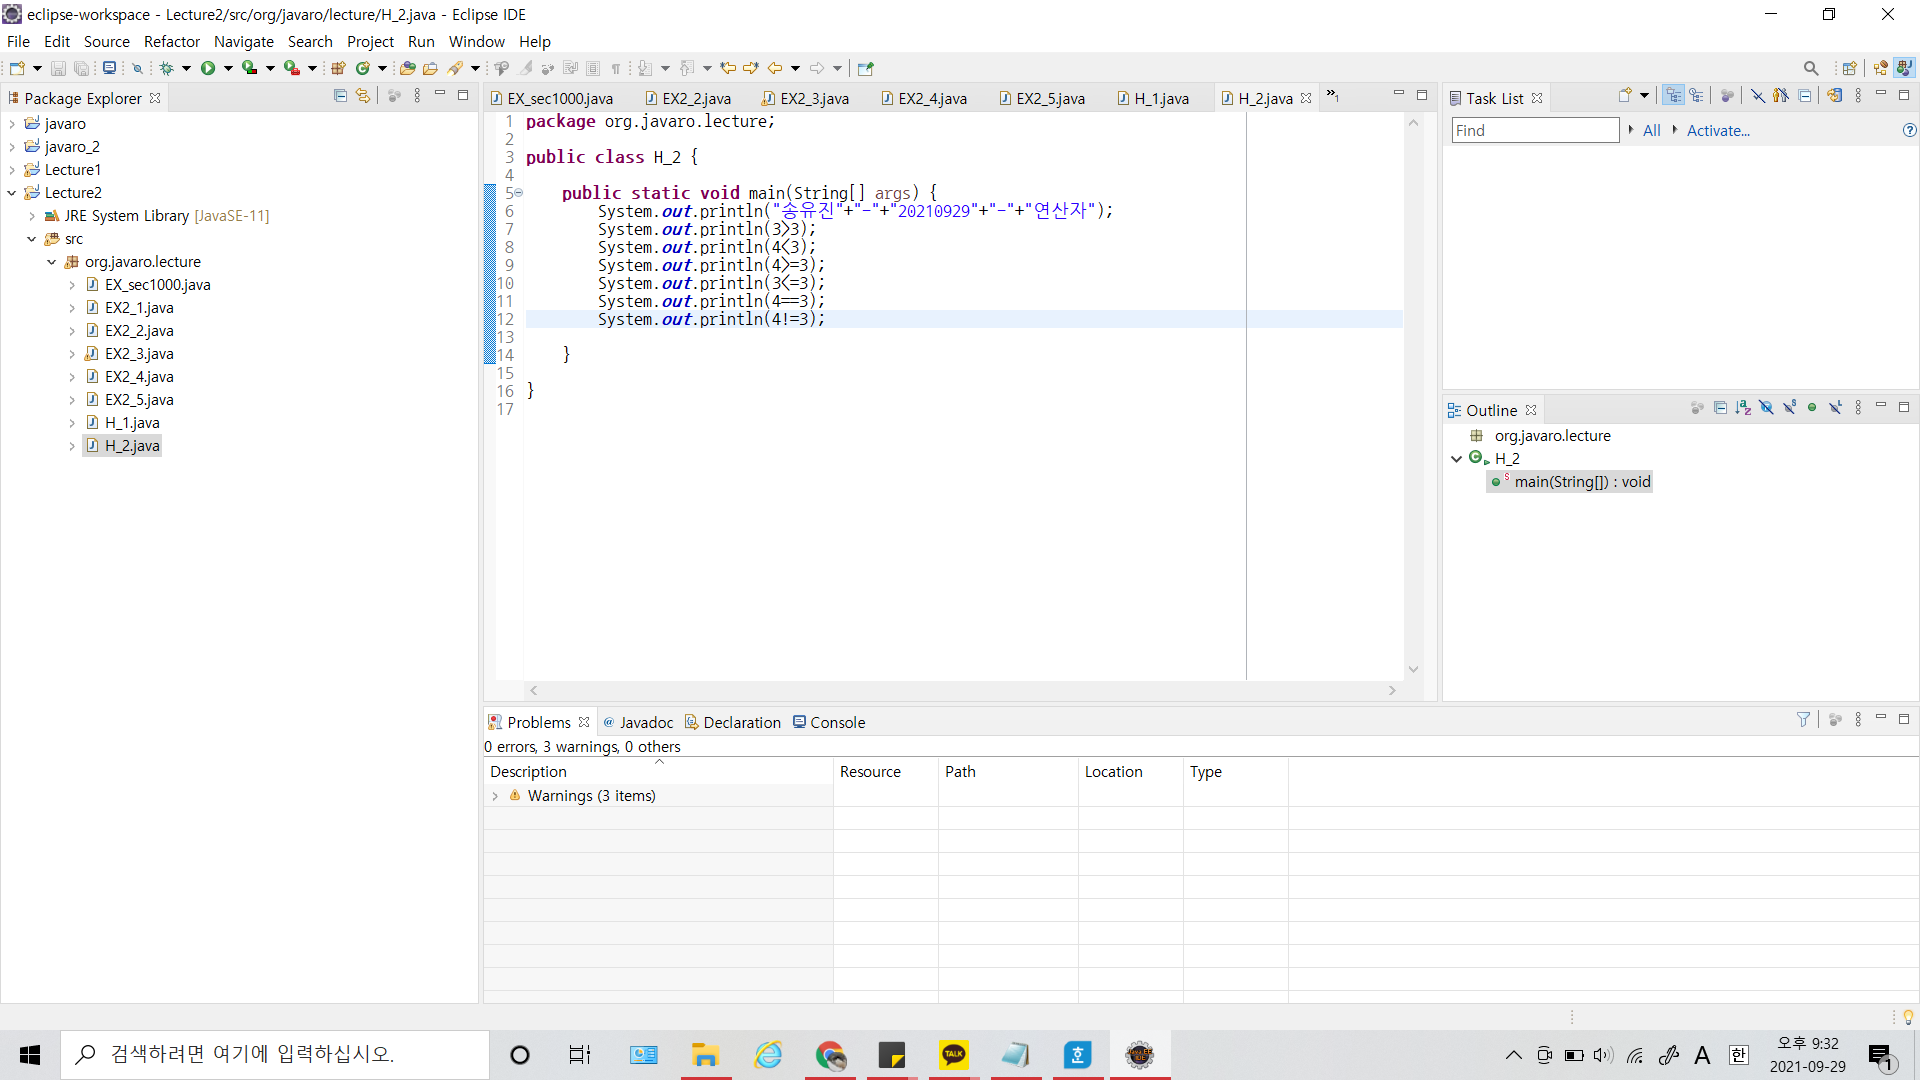 eclipse-workspace - Lecture2/src/org/javaro/lecture/H_2.java - Eclipse IDE
File Edit Source Refactor Navigate Search Project Run Window Help
Package Explorer
javaro
javaro_2
Lecture1
Lecture2
JRE System Library [JavaSE-11]
src
org.javaro.lecture
EX_sec1000.java
EX2_1.java
EX2_2.java
EX2_3.java
EX2_4.java
EX2_5.java
H_1.java
H_2.java
EX_sec1000.java EX2_2.java EX2_3.java EX2_4.java EX2_5.java H_1.java H_2.java »1
1 package org.javaro.lecture;
2
3 public class H_2 {
4
5 public static void main(String[] args) {
6 System.out.println("송유진"+"-"+"20210929"+"-"+"연산자");
7 System.out.println(3>3);
8 System.out.println(4<3);
9 System.out.println(4>=3);
10 System.out.println(3<=3);
11 System.out.println(4==3);
12 System.out.println(4!=3);
13
14 }
15
16 }
17
Task List
Find All Activate...
Outline
org.javaro.lecture
H_2
main(String[]) : void
Problems Javadoc Declaration Console
0 errors, 3 warnings, 0 others
Description Resource Path Location Type
Warnings (3 items)
검색하려면 여기에 입력하십시오.
TALK
A 한
오후 9:32
2021-09-29
1